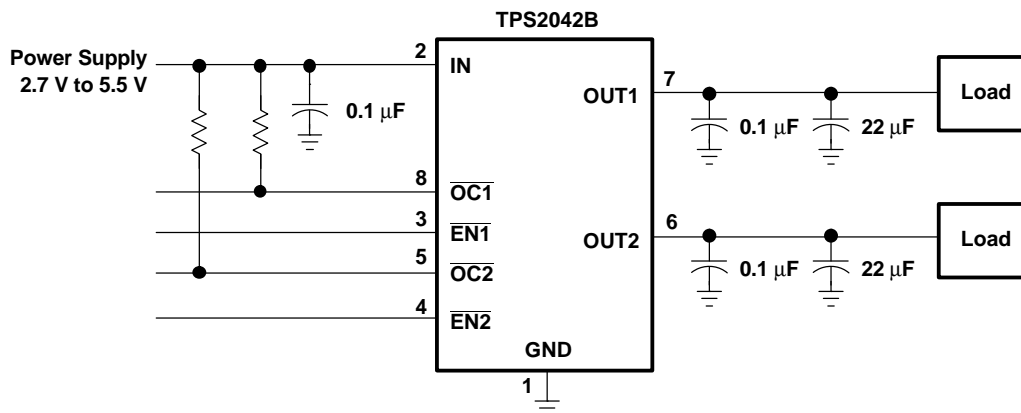 TPS2042B
Power Supply
2.7 V to 5.5 V
2
IN
0.1 μF
8
OC1
3
EN1
5
OC2
4
EN2
GND
1
OUT1
7
0.1 μF
22 μF
Load
OUT2
6
0.1 μF
22 μF
Load